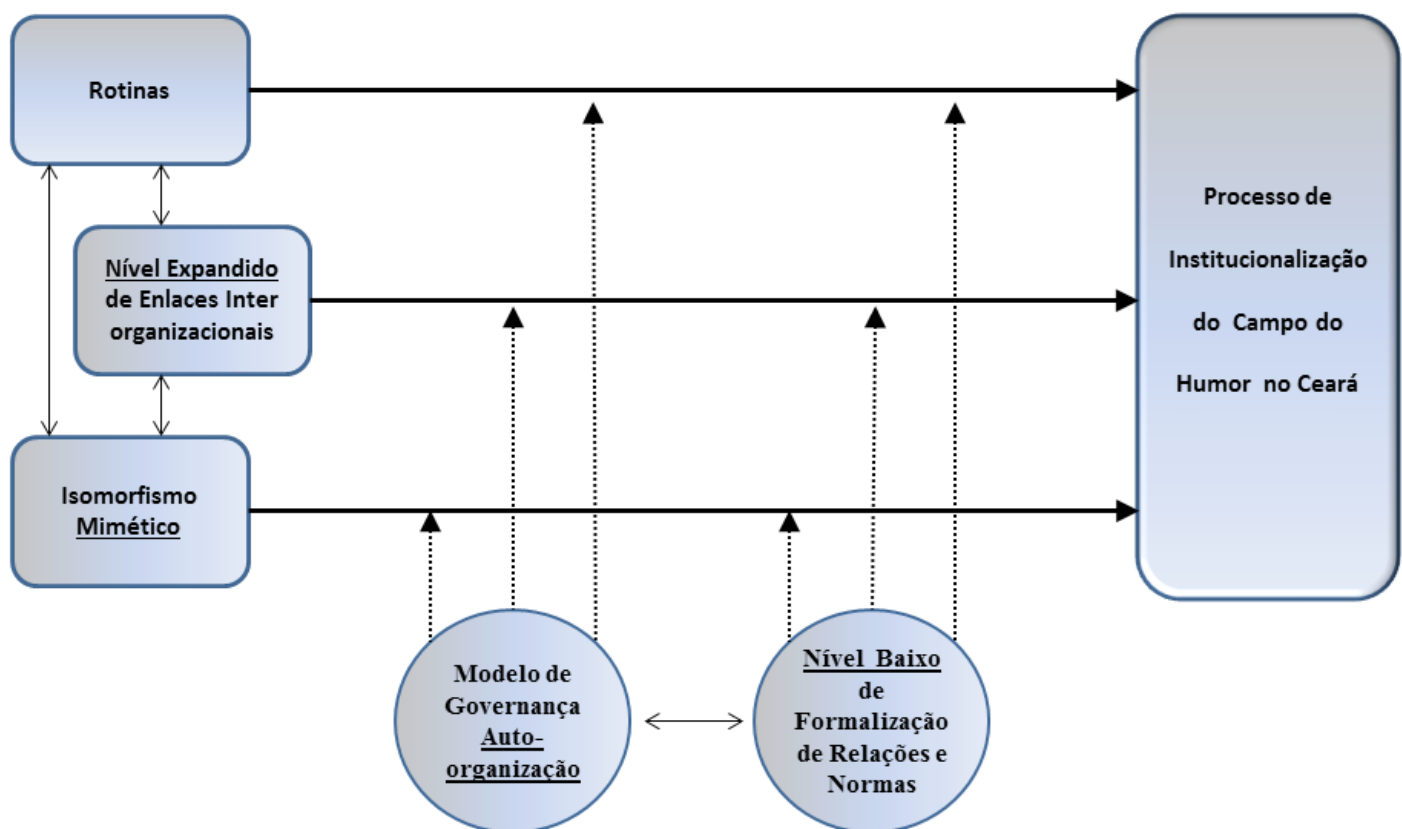 Rotinas
Nível Expandido
de Enlaces Inter
organizacionais
Isomorfismo
Mimético
Modelo de
Governança
Auto-
organização
Nível Baixo
de
Formalização
de Relações e
Normas
Processo de
Institucionalização
do Campo do
Humor no Ceará